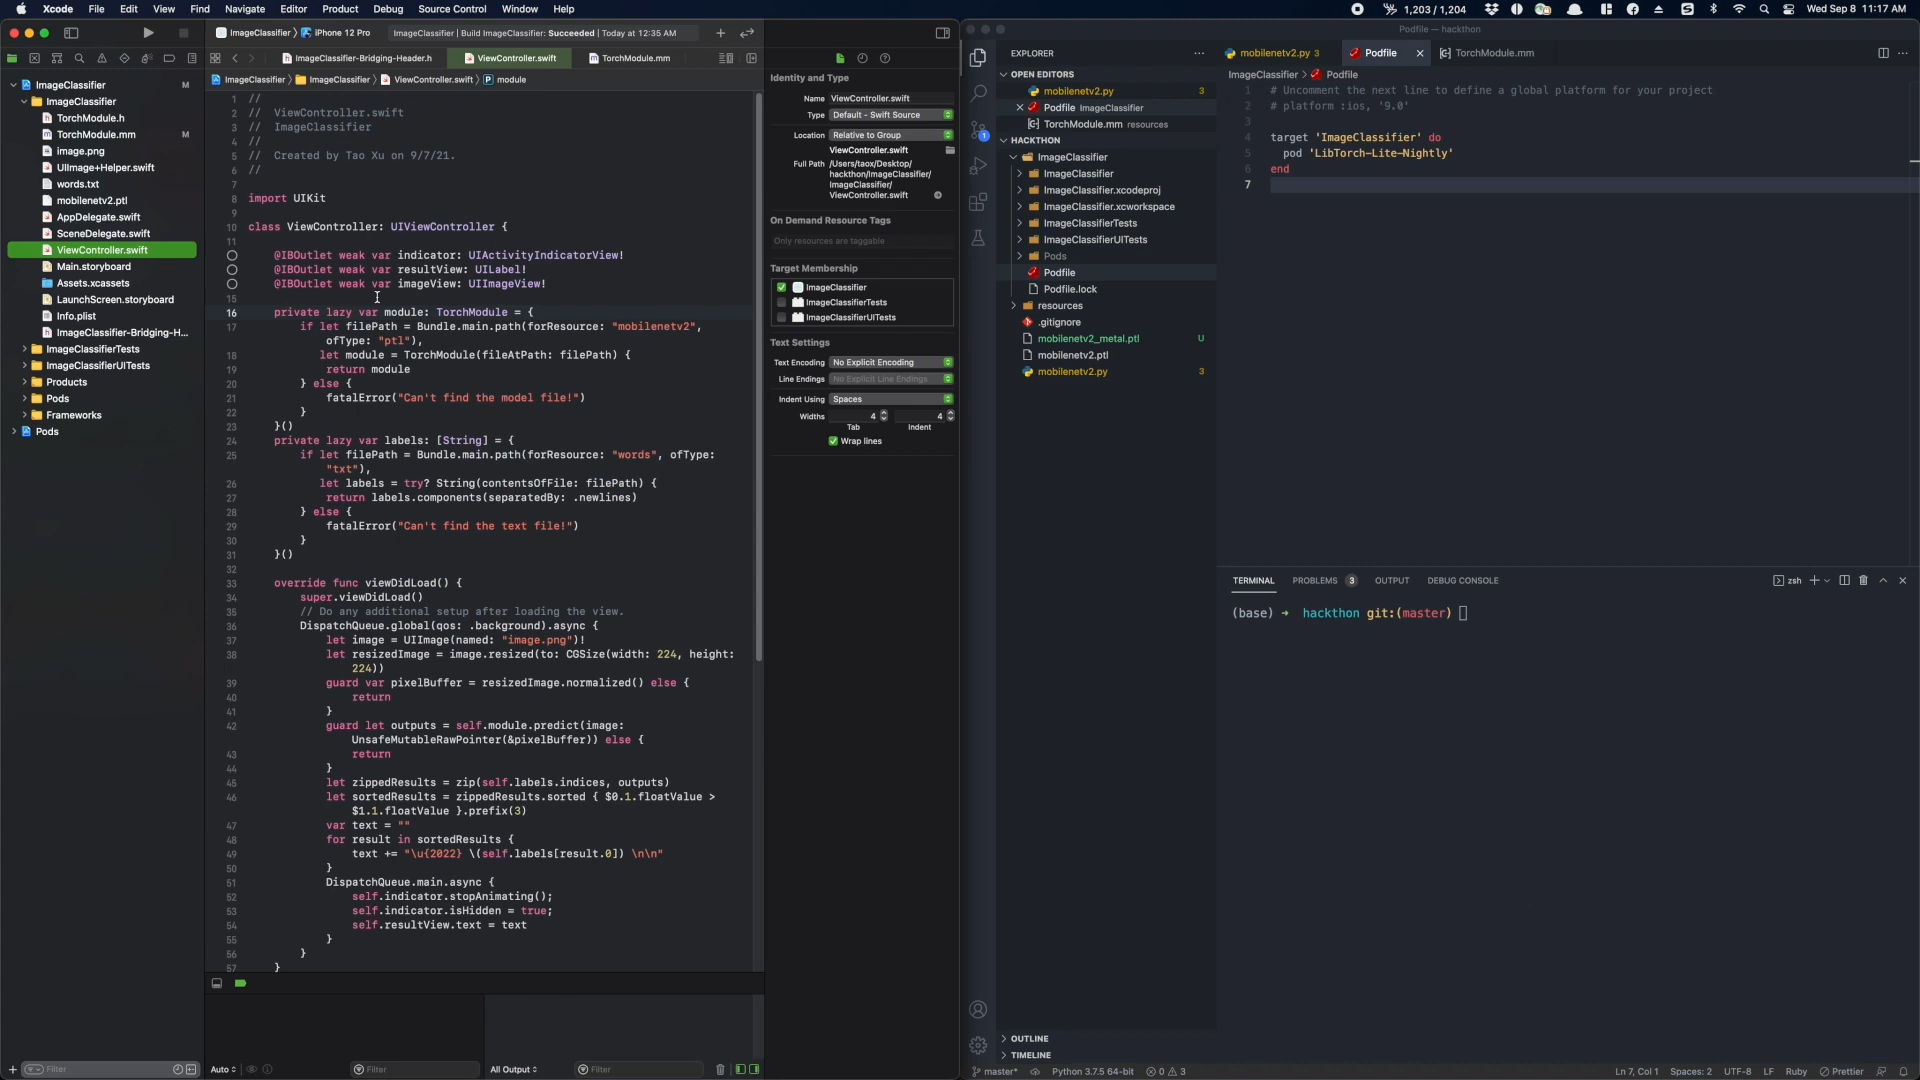 Xcode File Edit View Find Navigate Editor Product Debug Source Control Window Help
1,203 / 1,204
Wed Sep 8 11:17 AM
ImageClassifier
iPhone 12 Pro
ImageClassifier | Build ImageClassifier: Succeeded | Today at 12:35 AM
ImageClassifier M
ImageClassifier
TorchModule.h
TorchModule.mm M
image.png
UIImage+Helper.swift
words.txt
mobilenetv2.ptl
AppDelegate.swift
SceneDelegate.swift
ViewController.swift
Main.storyboard
Assets.xcassets
LaunchScreen.storyboard
Info.plist
ImageClassifier-Bridging-H...
ImageClassifierTests
ImageClassifierUITests
Products
Pods
Frameworks
Pods
Filter
ImageClassifier-Bridging-Header.h
ViewController.swift
TorchModule.mm
ImageClassifier
ImageClassifier
ViewController.swift
P module
1 //
2 // ViewController.swift
3 // ImageClassifier
4 //
5 // Created by Tao Xu on 9/7/21.
6 //
7
8 import UIKit
9
10 class ViewController: UIViewController {
11
@IBOutlet weak var indicator: UIActivityIndicatorView!
@IBOutlet weak var resultView: UILabel!
@IBOutlet weak var imageView: UIImageView!
15
16 private lazy var module: TorchModule = {
17 if let filePath = Bundle.main.path(forResource: "mobilenetv2",
ofType: "ptl"),
18 let module = TorchModule(fileAtPath: filePath) {
19 return module
20 } else {
21 fatalError("Can't find the model file!")
22 }
23 }()
24 private lazy var labels: [String] = {
25 if let filePath = Bundle.main.path(forResource: "words", ofType:
"txt"),
26 let labels = try? String(contentsOfFile: filePath) {
27 return labels.components(separatedBy: .newlines)
28 } else {
29 fatalError("Can't find the text file!")
30 }
31 }()
32
33 override func viewDidLoad() {
34 super.viewDidLoad()
35 // Do any additional setup after loading the view.
36 DispatchQueue.global(qos: .background).async {
37 let image = UIImage(named: "image.png")!
38 let resizedImage = image.resized(to: CGSize(width: 224, height:
224))
39 guard var pixelBuffer = resizedImage.normalized() else {
40 return
41 }
42 guard let outputs = self.module.predict(image:
UnsafeMutableRawPointer(&pixelBuffer)) else {
43 return
44 }
45 let zippedResults = zip(self.labels.indices, outputs)
46 let sortedResults = zippedResults.sorted { $0.1.floatValue >
$1.1.floatValue }.prefix(3)
47 var text = ""
48 for result in sortedResults {
49 text += "\u{2022} \(self.labels[result.0]) \n\n"
50 }
51 DispatchQueue.main.async {
52 self.indicator.stopAnimating();
53 self.indicator.isHidden = true;
54 self.resultView.text = text
55 }
56 }
57 }
Auto
Filter
All Output
Filter
Identity and Type
Name ViewController.swift
Type Default - Swift Source
Location Relative to Group
ViewController.swift
Full Path /Users/taox/Desktop/
hackthon/ImageClassifier/
ImageClassifier/
ViewController.swift
On Demand Resource Tags
Only resources are taggable
Target Membership
ImageClassifier
ImageClassifierTests
ImageClassifierUITests
Text Settings
Text Encoding No Explicit Encoding
Line Endings No Explicit Line Endings
Indent Using Spaces
Widths 4 4
Tab Indent
Wrap lines
Podfile — hackthon
EXPLORER
OPEN EDITORS
mobilenetv2.py 3
Podfile ImageClassifier
TorchModule.mm resources
HACKTHON
ImageClassifier
ImageClassifier
ImageClassifier.xcodeproj
ImageClassifier.xcworkspace
ImageClassifierTests
ImageClassifierUITests
Pods
Podfile
Podfile.lock
resources
.gitignore
mobilenetv2_metal.ptl U
mobilenetv2.ptl
mobilenetv2.py 3
OUTLINE
TIMELINE
1
mobilenetv2.py 3
Podfile
TorchModule.mm
ImageClassifier > Podfile
1 # Uncomment the next line to define a global platform for your project
2 # platform :ios, '9.0'
3
4 target 'ImageClassifier' do
5 pod 'LibTorch-Lite-Nightly'
6 end
7
TERMINAL PROBLEMS 3 OUTPUT DEBUG CONSOLE
zsh
(base) → hackthon git:(master)
master* Python 3.7.5 64-bit 0 3
Ln 7, Col 1 Spaces: 2 UTF-8 LF Ruby Prettier